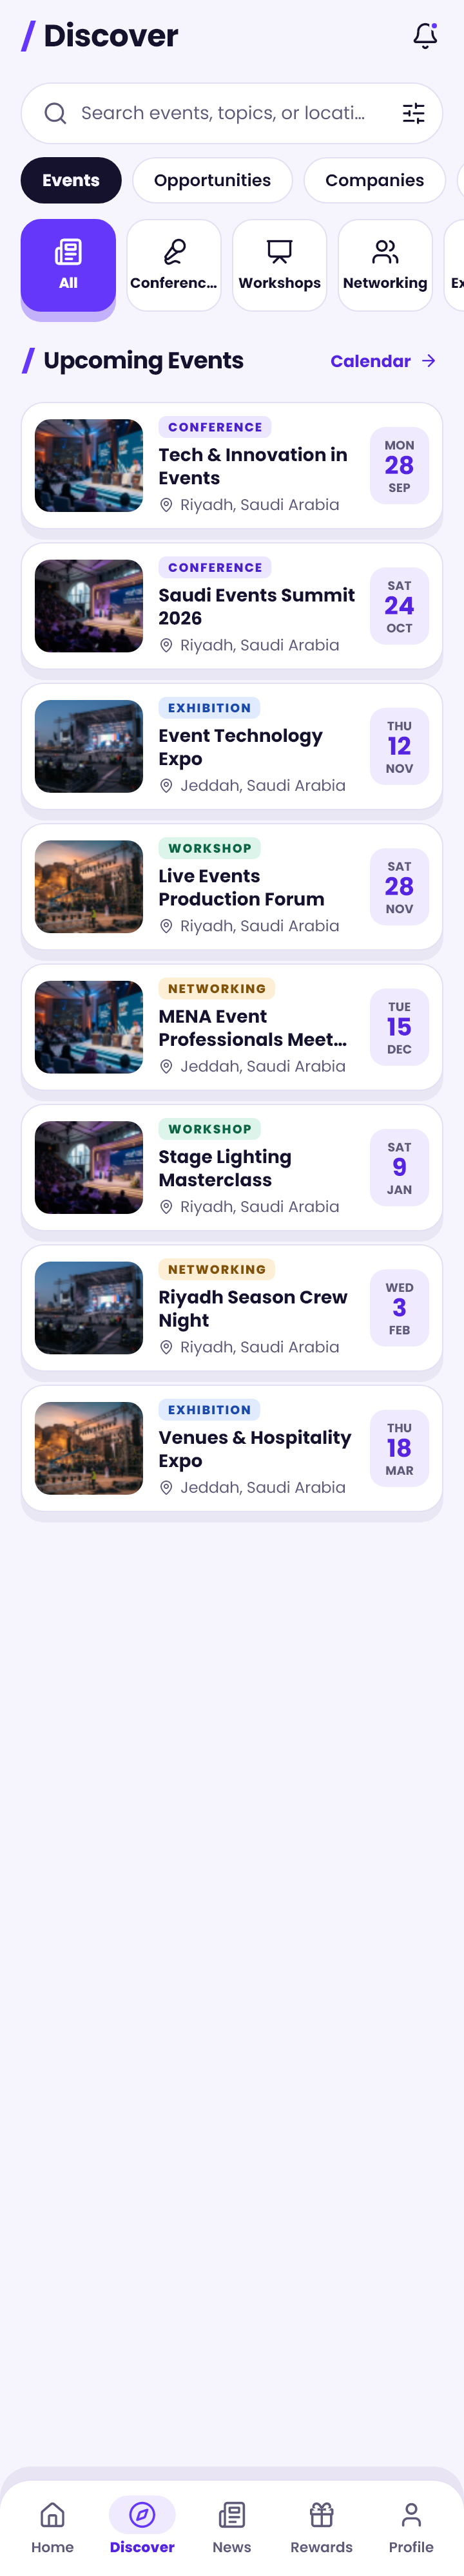 / Discover
Search events, topics, or locati...
Events
Opportunities
Companies
All
Conferenc...
Workshops
Networking
Ex
/ Upcoming Events
Calendar →
CONFERENCE
Tech & Innovation in
Events
Riyadh, Saudi Arabia
MON
28
SEP
CONFERENCE
Saudi Events Summit
2026
Riyadh, Saudi Arabia
SAT
24
OCT
EXHIBITION
Event Technology
Expo
Jeddah, Saudi Arabia
THU
12
NOV
WORKSHOP
Live Events
Production Forum
Riyadh, Saudi Arabia
SAT
28
NOV
NETWORKING
MENA Event
Professionals Meet...
Jeddah, Saudi Arabia
TUE
15
DEC
WORKSHOP
Stage Lighting
Masterclass
Riyadh, Saudi Arabia
SAT
9
JAN
NETWORKING
Riyadh Season Crew
Night
Riyadh, Saudi Arabia
WED
3
FEB
EXHIBITION
Venues & Hospitality
Expo
Jeddah, Saudi Arabia
THU
18
MAR
Home
Discover
News
Rewards
Profile